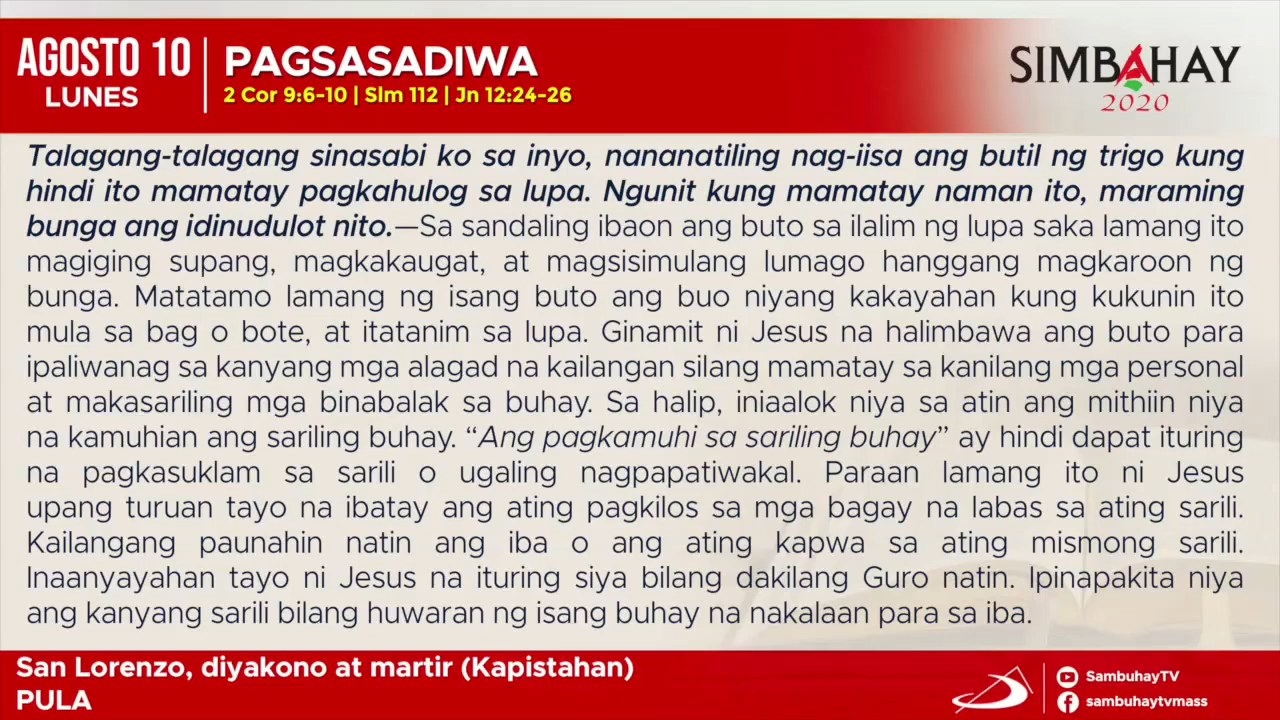 AGOSTO 10
LUNES
PAGSASADIWA
2 Cor 9:6-10 | Slm 112 | Jn 12:24-26
SIMBAHAY
2020
Talagang-talagang sinasabi ko sa inyo, nananatiling nag-iisa ang butil ng trigo kung
hindi ito mamatay pagkahulog sa lupa. Ngunit kung mamatay naman ito, maraming
bunga ang idinudulot nito.—Sa sandaling ibaon ang buto sa ilalim ng lupa saka lamang ito
magiging supang, magkakaugat, at magsisimulang lumago hanggang magkaroon ng
bunga. Matatamo lamang ng isang buto ang buo niyang kakayahan kung kukunin ito
mula sa bag o bote, at itatanim sa lupa. Ginamit ni Jesus na halimbawa ang buto para
ipaliwanag sa kanyang mga alagad na kailangan silang mamatay sa kanilang mga personal
at makasariling mga binabalak sa buhay. Sa halip, iniaalok niya sa atin ang mithiin niya
na kamuhian ang sariling buhay. “Ang pagkamuhi sa sariling buhay” ay hindi dapat ituring
na pagkasuklam sa sarili o ugaling nagpapatiwakal. Paraan lamang ito ni Jesus
upang turuan tayo na ibatay ang ating pagkilos sa mga bagay na labas sa ating sarili.
Kailangang paunahin natin ang iba o ang ating kapwa sa ating mismong sarili.
Inaanyayahan tayo ni Jesus na ituring siya bilang dakilang Guro natin. Ipinapakita niya
ang kanyang sarili bilang huwaran ng isang buhay na nakalaan para sa iba.
San Lorenzo, diyakono at martir (Kapistahan)
PULA
SambuhayTV
sambuhaytvmass